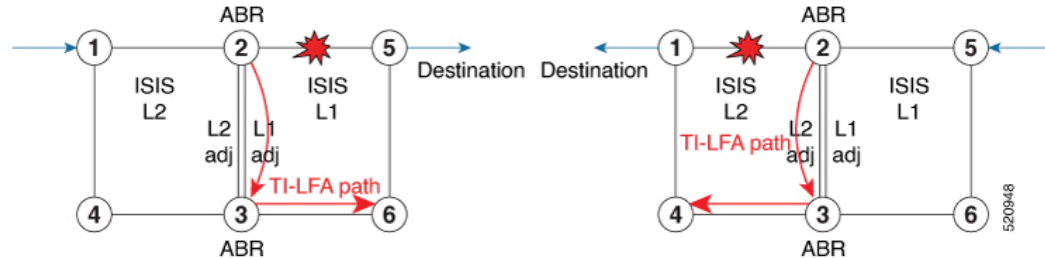 ABR
1
2
5
Destination
ISIS
L2
ISIS
L1
L2
adj
L1
adj
TI-LFA path
4
3
6
ABR
ABR
1
2
5
Destination
ISIS
L2
ISIS
L1
L2
adj
L1
adj
TI-LFA path
4
3
6
ABR
520948